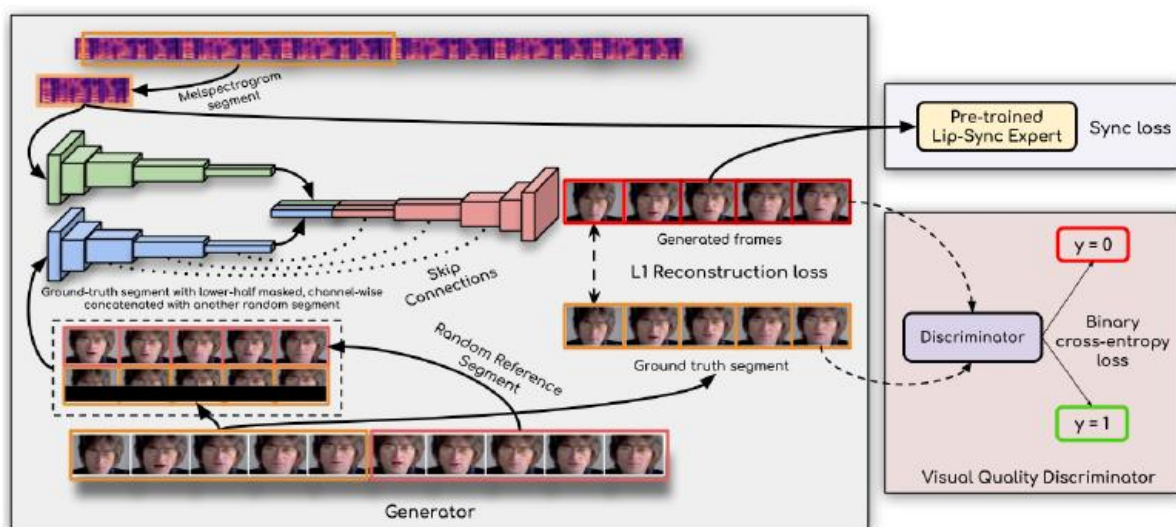 Melspectrogram
segment
Pre-trained
Lip-Sync Expert
Sync loss
Generated frames
L1 Reconstruction loss
Skip
Connections
Ground-truth segment with lower-half masked, channel-wise
concatenated with another random segment
Random Reference
Segment
Ground truth segment
y = 0
Discriminator
Binary
cross-entropy
loss
y = 1
Visual Quality Discriminator
Generator